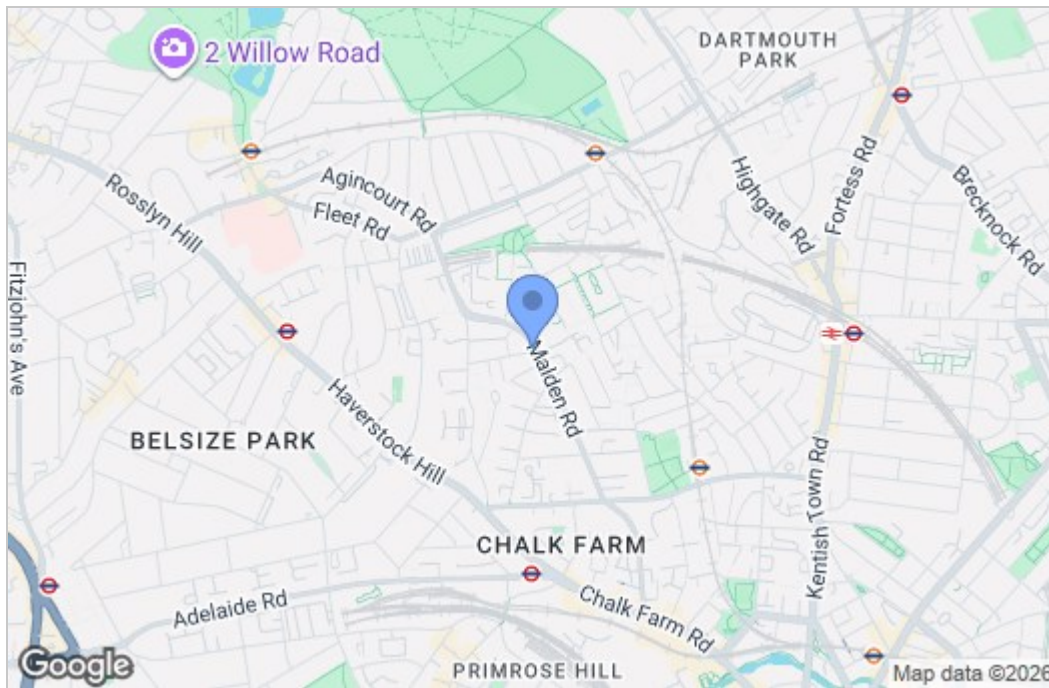 2 Willow Road
DARTMOUTH
PARK
Rosslyn Hill
Agincourt Rd
Fleet Rd
Highgate Rd
Fortess Rd
Brecknock Rd
Fitzjohn's Ave
Malden Rd
Haverstock Hill
BELSIZE PARK
Kentish Town Rd
CHALK FARM
Adelaide Rd
Chalk Farm Rd
PRIMROSE HILL
Google
Map data ©2026